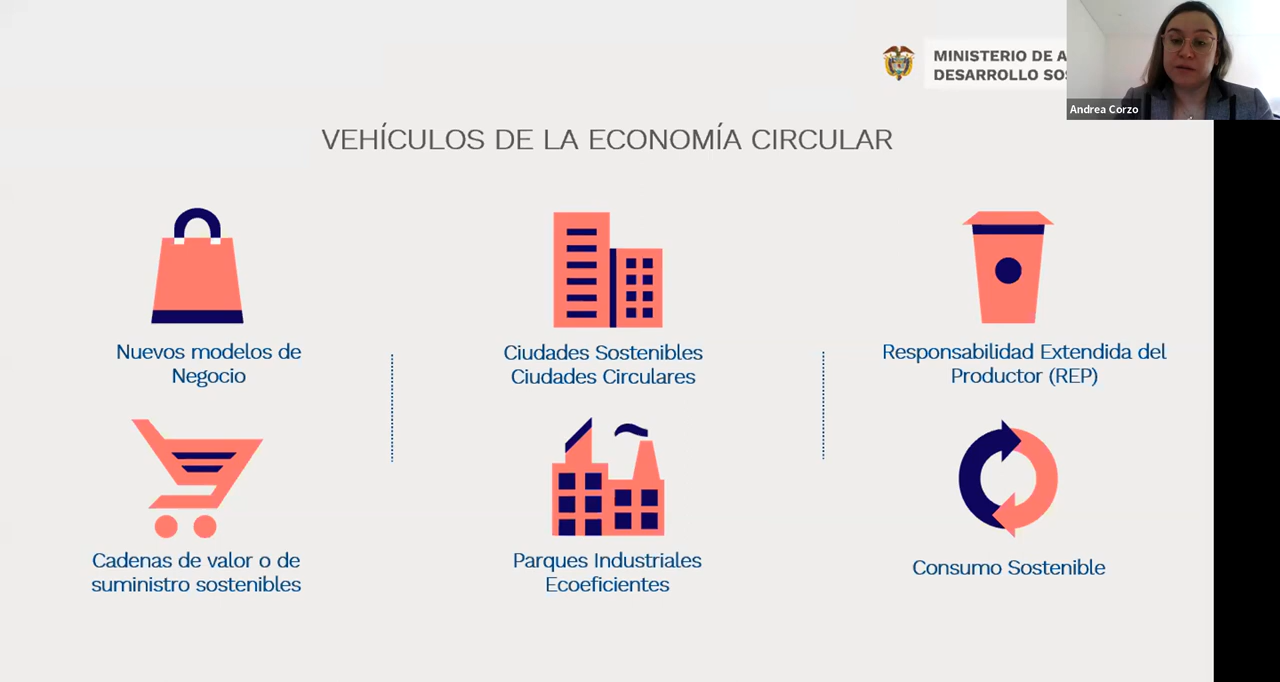 MINISTERIO DE
DESARROLLO
Andrea Corzo
VEHÍCULOS DE LA ECONOMÍA CIRCULAR
Nuevos modelos de
Negocio
Ciudades Sostenibles
Ciudades Circulares
Responsabilidad Extendida del
Productor (REP)
Cadenas de valor o de
suministro sostenibles
Parques Industriales
Ecoeficientes
Consumo Sostenible